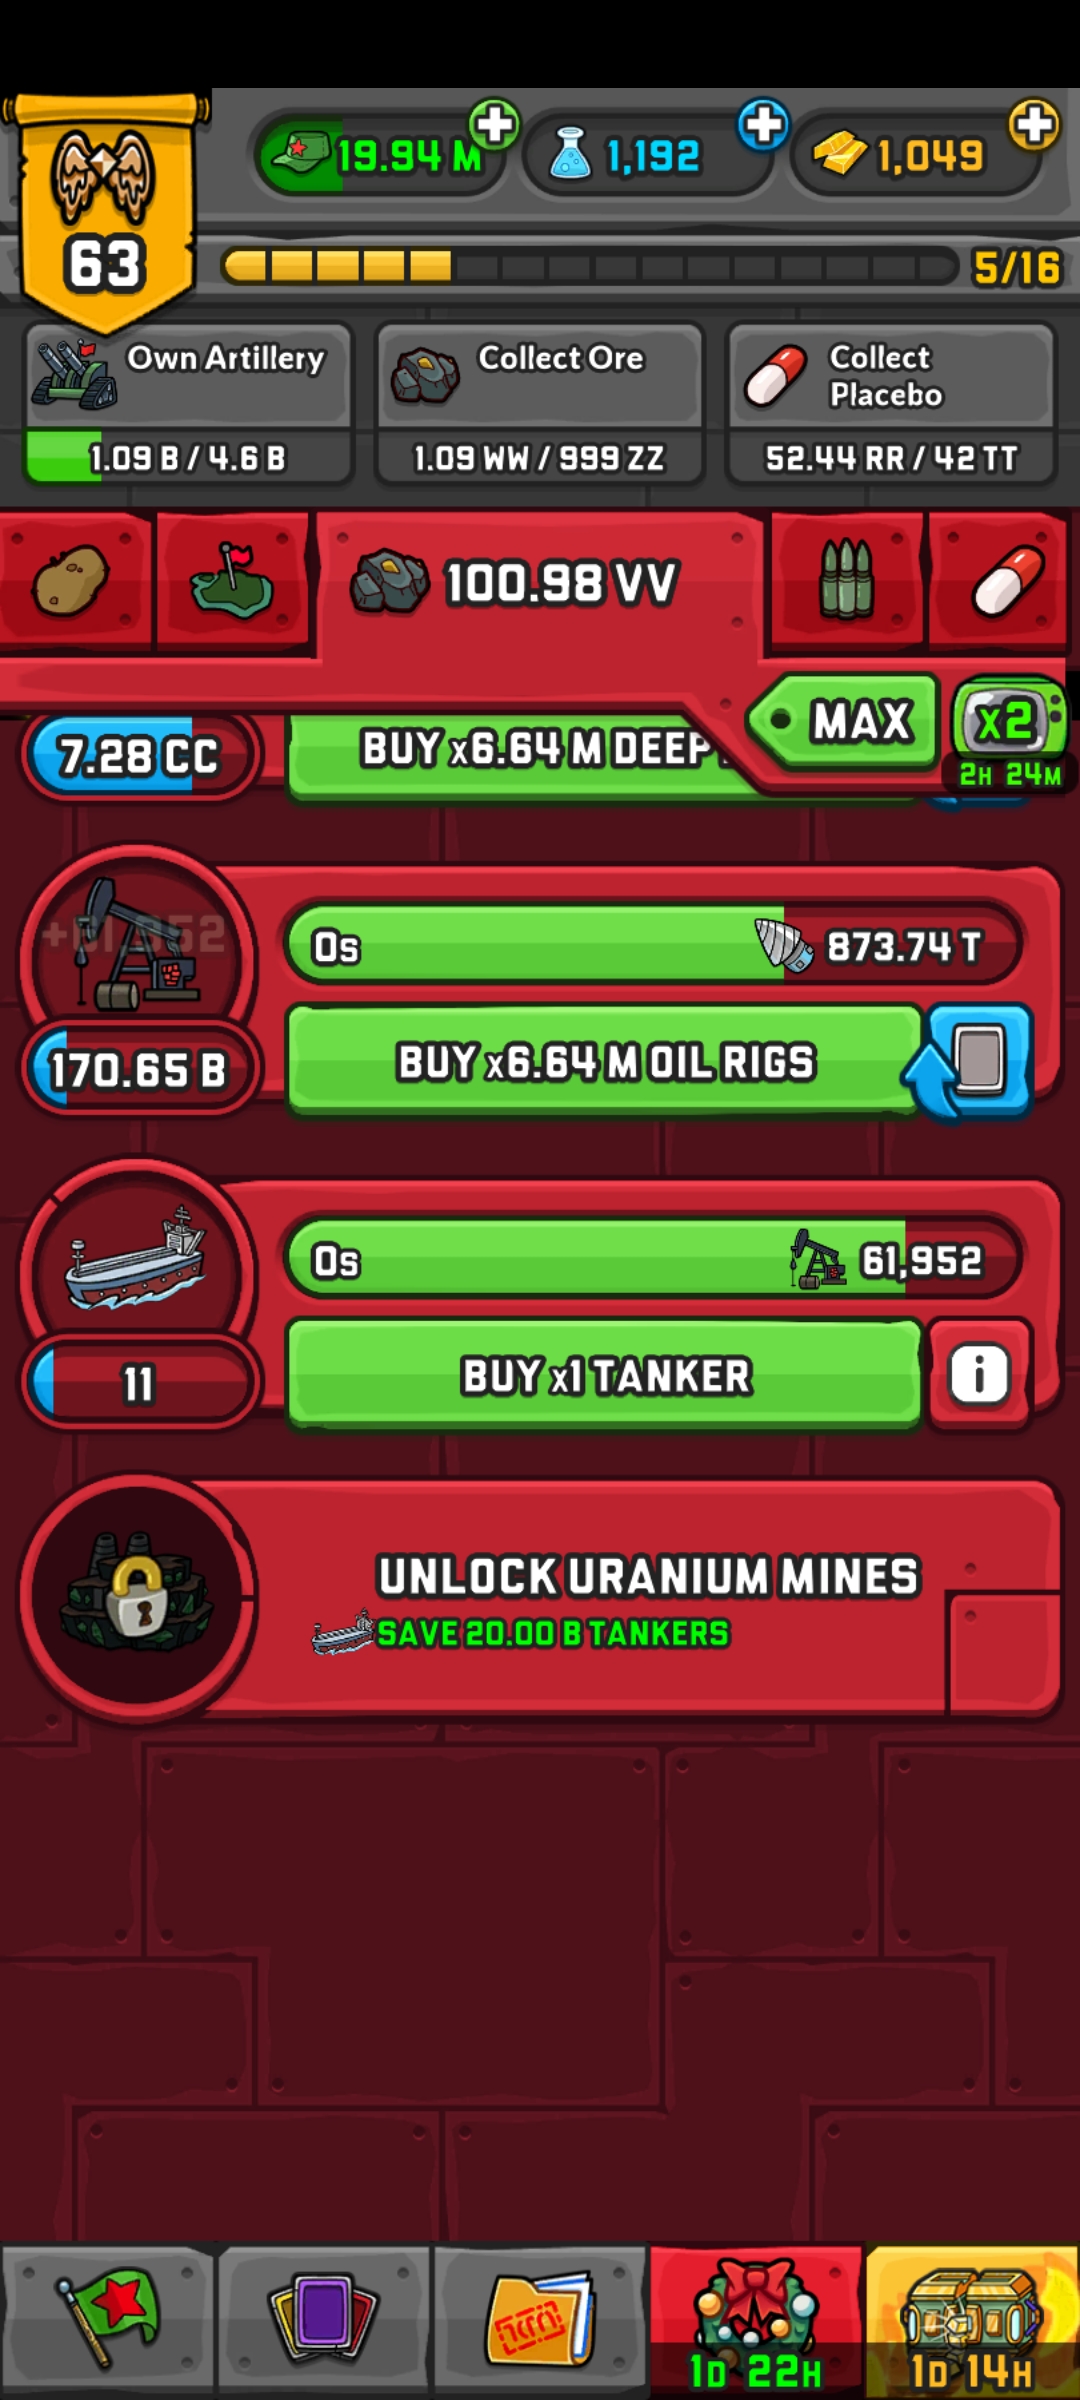 19.94 M
1,192
1,049
63
5/16
Own Artillery
1.09 B / 4.6 B
Collect Ore
1.09 WW / 999 ZZ
Collect
Placebo
52.44 RR / 42 TT
100.98 VV
MAX
x2
2H 24M
7.28 CC
BUY x6.64 M DEEP
+61,952
0s
873.74 T
170.65 B
BUY x6.64 M OIL RIGS
0s
61,952
11
BUY x1 TANKER
i
UNLOCK URANIUM MINES
SAVE 20.00 B TANKERS
1D 22H
1D 14H